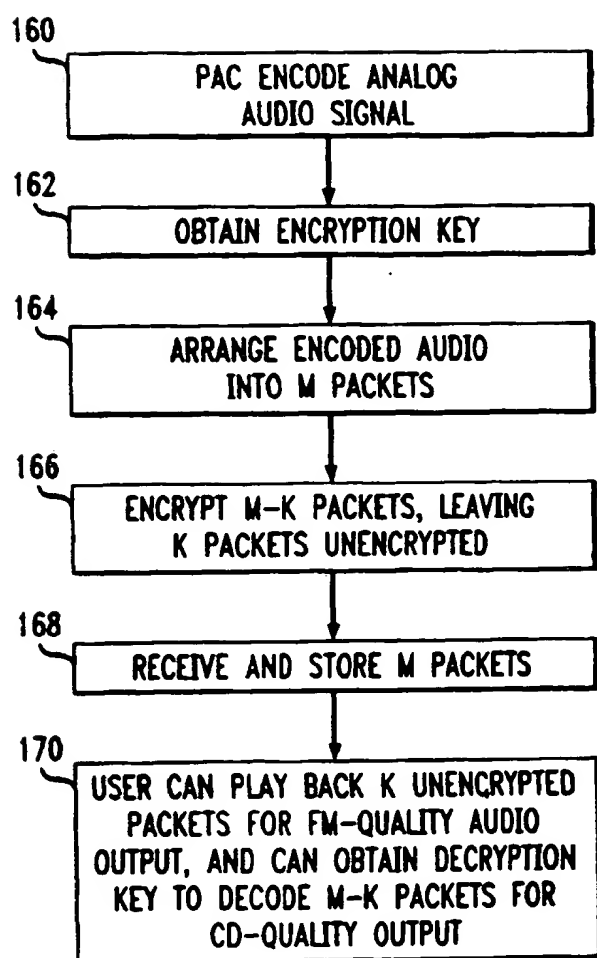 160
PAC ENCODE ANALOG
AUDIO SIGNAL
162
OBTAIN ENCRYPTION KEY
164
ARRANGE ENCODED AUDIO
INTO M PACKETS
166
ENCRYPT M-K PACKETS, LEAVING
K PACKETS UNENCRYPTED
168
RECEIVE AND STORE M PACKETS
170
USER CAN PLAY BACK K UNENCRYPTED
PACKETS FOR FM-QUALITY AUDIO
OUTPUT, AND CAN OBTAIN DECRYPTION
KEY TO DECODE M-K PACKETS FOR
CD-QUALITY OUTPUT